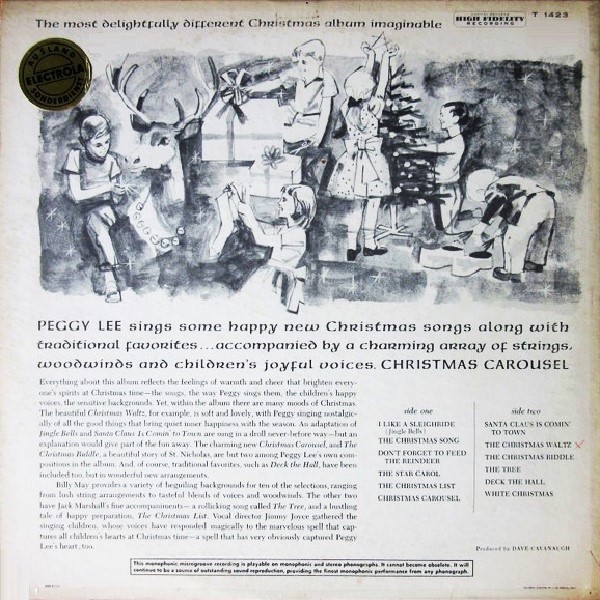 The most delightfully different Christmas album imaginable
HIGH FIDELITY
RECORDING
T 1423
AUSLAND
ELECTROLA
SONDERDIENST
PEGGY LEE sings some happy new Christmas songs along with
traditional favorites...accompanied by a charming array of strings,
woodwinds and children's joyful voices. CHRISTMAS CAROUSEL
Everything about this album reflects the feelings of warmth and cheer that brighten every-
one's spirits at Christmas time—the songs, the way Peggy sings them, the children's happy
voices, the sensitive backgrounds. Yet, within the album there are many moods of Christmas.
The beautiful Christmas Waltz, for example, is soft and lovely, with Peggy singing nostalgic-
ally of all the good things that bring quiet inner happiness with the season. An adaptation of
Jingle Bells and Santa Claus Is Comin' to Town are sung in a droll never-before way—but an
explanation would give part of the fun away. The charming new Christmas Carousel, and The
Christmas Riddle, a beautiful story of St. Nicholas, are but two among Peggy Lee's own com-
positions in the album. And, of course, traditional favorites, such as Deck the Hall, have been
included too, but in wonderful new arrangements.
Billy May provides a variety of beguiling backgrounds for ten of the selections, ranging
from lush string arrangements to tasteful blends of voices and woodwinds. The other two
have Jack Marshall's fine accompaniments—a rollicking song called The Tree, and a bustling
tale of happy preparation, The Christmas List. Vocal director Jimmy Joyce gathered the
singing children, whose voices have responded magically to the marvelous spell that cap-
tures all children's hearts at Christmas time—a spell that has very obviously captured Peggy
Lee's heart, too.
side one
I LIKE A SLEIGHRIDE
(Jingle Bells)
THE CHRISTMAS SONG
DON'T FORGET TO FEED
THE REINDEER
THE STAR CAROL
THE CHRISTMAS LIST
CHRISTMAS CAROUSEL
side two
SANTA CLAUS IS COMIN'
TO TOWN
THE CHRISTMAS WALTZ
THE CHRISTMAS RIDDLE
THE TREE
DECK THE HALL
WHITE CHRISTMAS
Produced by DAVE CAVANAUGH
This monophonic microgroove recording is playable on monophonic and stereo phonographs. It cannot become obsolete. It will
continue to be a source of outstanding sound reproduction, providing the finest monophonic performance from any phonograph.